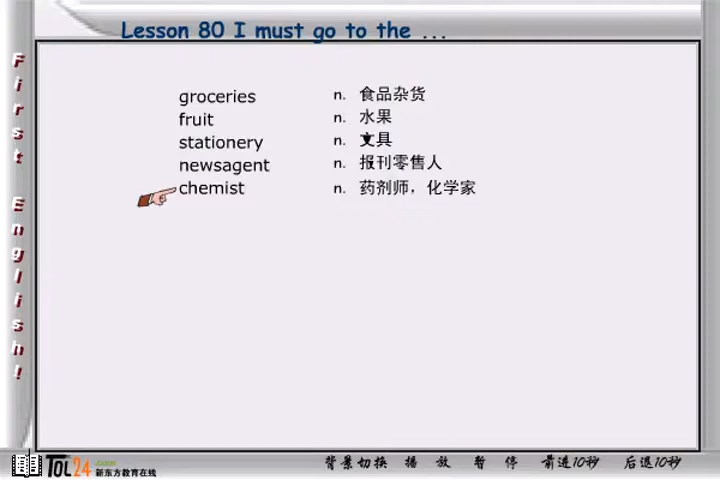 Lesson 80 I must go to the ...
First English!
groceries n. 食品杂货
fruit n. 水果
stationery n. 文具
newsagent n. 报刊零售人
chemist n. 药剂师，化学家
TOL24.com 新东方教育在线
背景切换 播放 暂停 前进10秒 后退10秒